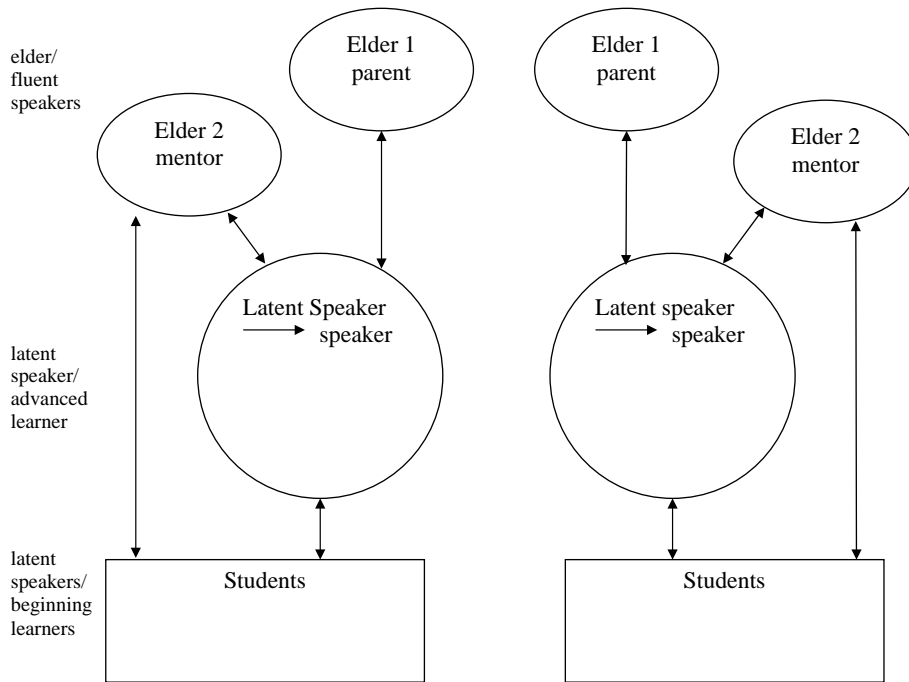 elder/
fluent
speakers
Elder 1
parent
Elder 1
parent
Elder 2
mentor
Elder 2
mentor
latent
speaker/
advanced
learner
Latent Speaker
speaker
Latent speaker
speaker
latent
speakers/
beginning
learners
Students
Students